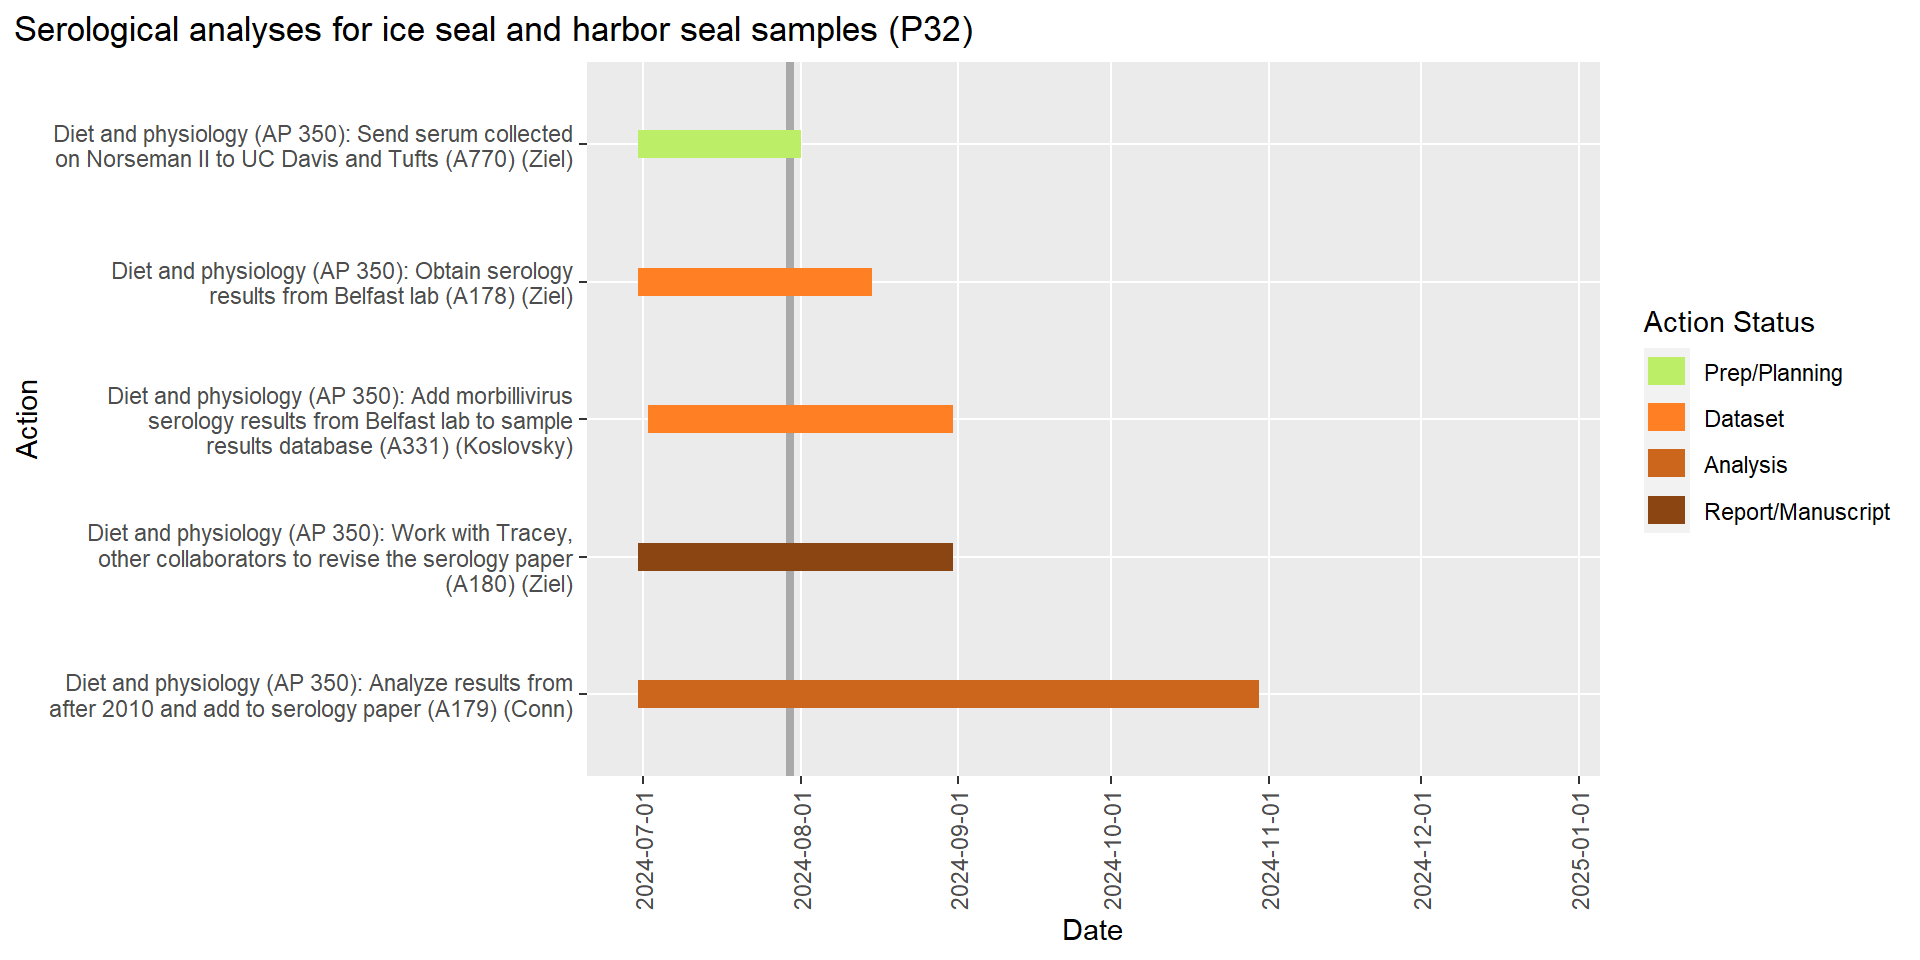 Serological analyses for ice seal and harbor seal samples (P32)
Diet and physiology (AP 350): Send serum collected
on Norseman II to UC Davis and Tufts (A770) (Ziel)
Diet and physiology (AP 350): Obtain serology
results from Belfast lab (A178) (Ziel)
Diet and physiology (AP 350): Add morbillivirus
serology results from Belfast lab to sample
results database (A331) (Koslovsky)
Diet and physiology (AP 350): Work with Tracey,
other collaborators to revise the serology paper
(A180) (Ziel)
Diet and physiology (AP 350): Analyze results from
after 2010 and add to serology paper (A179) (Conn)
Action
2024-07-01
2024-08-01
2024-09-01
2024-10-01
2024-11-01
2024-12-01
2025-01-01
Date
Action Status
Prep/Planning
Dataset
Analysis
Report/Manuscript